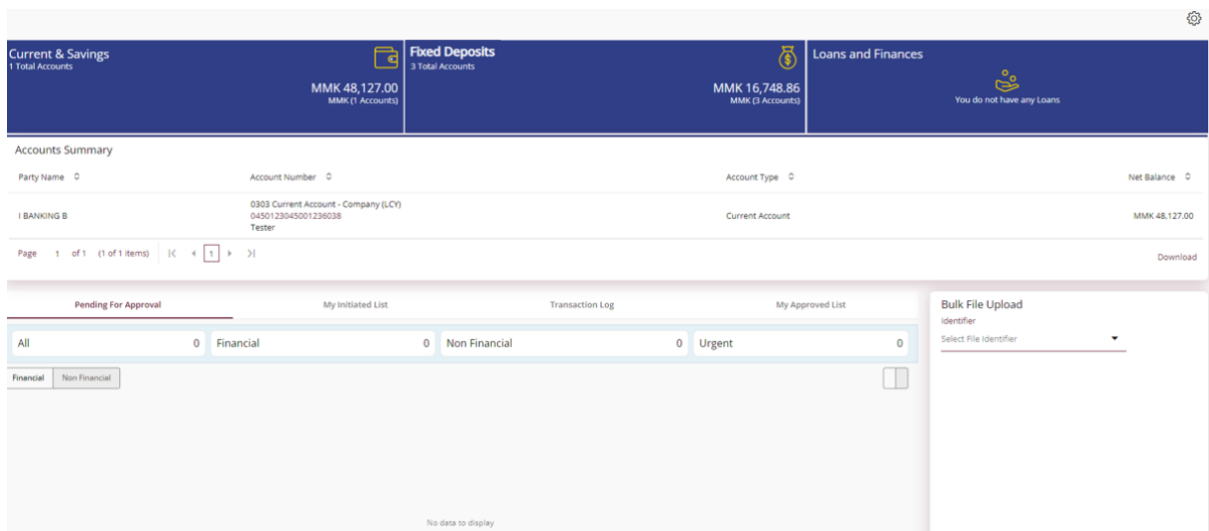 Current & Savings
1 Total Accounts
MMK 48,127.00
MMK (1 Accounts)
Fixed Deposits
3 Total Accounts
MMK 16,748.86
MMK (3 Accounts)
Loans and Finances
You do not have any Loans
Accounts Summary
Party Name Account Number Account Type Net Balance
0303 Current Account - Company (LCY)
I BANKING B 0450123045001236038 Current Account MMK 48,127.00
Tester
Page 1 of 1 (1 of 1 items) 1
Download
Pending For Approval My Initiated List Transaction Log My Approved List
All 0 Financial 0 Non Financial 0 Urgent 0
Financial Non Financial
No data to display
Bulk File Upload
Identifier
Select File Identifier